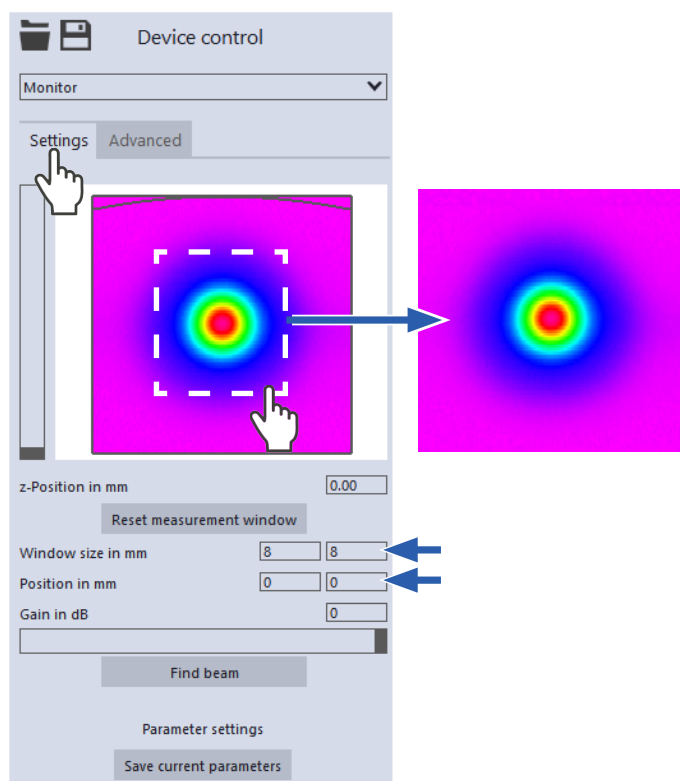 Device control
Monitor
Settings Advanced
z-Position in mm 0.00
Reset measurement window
Window size in mm 8 8
Position in mm 0 0
Gain in dB 0
Find beam
Parameter settings
Save current parameters